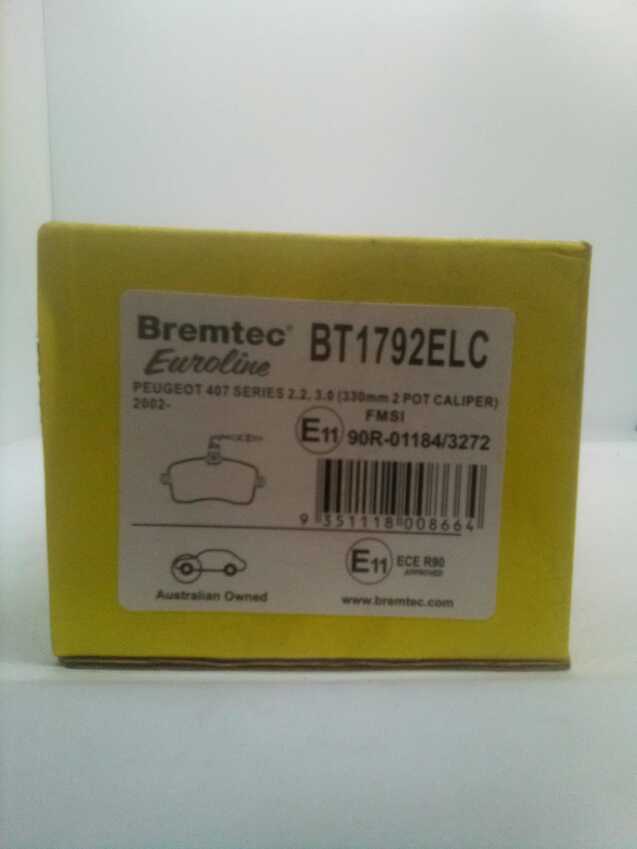 Bremtec® BT1792ELC
Euroline
PEUGEOT 407 SERIES 2.2, 3.0 (330mm 2 POT CALIPER)
2002-
FMSI
E11 90R-01184/3272
9 351118 008664
E11 ECE R90
APPROVED
Australian Owned
www.bremtec.com